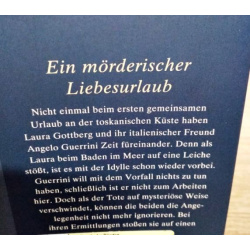 Ein mörderischer
Liebesurlaub
Nicht einmal beim ersten gemeinsamen
Urlaub an der toskanischen Küste haben
Laura Gottberg und ihr italienischer Freund
Angelo Guerrini Zeit füreinander. Denn als
Laura beim Baden im Meer auf eine Leiche
stößt, ist es mit der Idylle schon wieder vorbei.
Guerrini will mit dem Vorfall nichts zu tun
haben, schließlich ist er nicht zum Arbeiten
hier. Doch als der Tote auf mysteriöse Weise
verschwindet, können die beiden die Ange-
legenheit nicht mehr ignorieren. Bei
ihren Ermittlungen stoßen sie auf einen